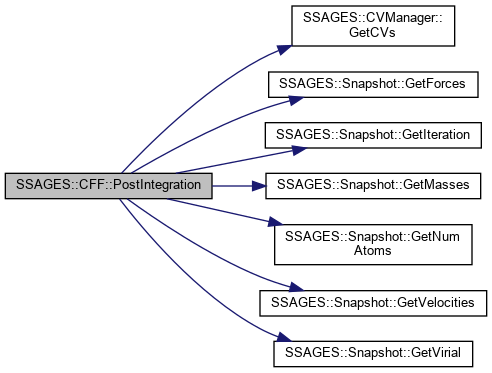 SSAGES::CVManager::
GetCVs
SSAGES::Snapshot::GetForces
SSAGES::Snapshot::GetIteration
SSAGES::CFF::PostIntegration
SSAGES::Snapshot::GetMasses
SSAGES::Snapshot::GetNum
Atoms
SSAGES::Snapshot::GetVelocities
SSAGES::Snapshot::GetVirial